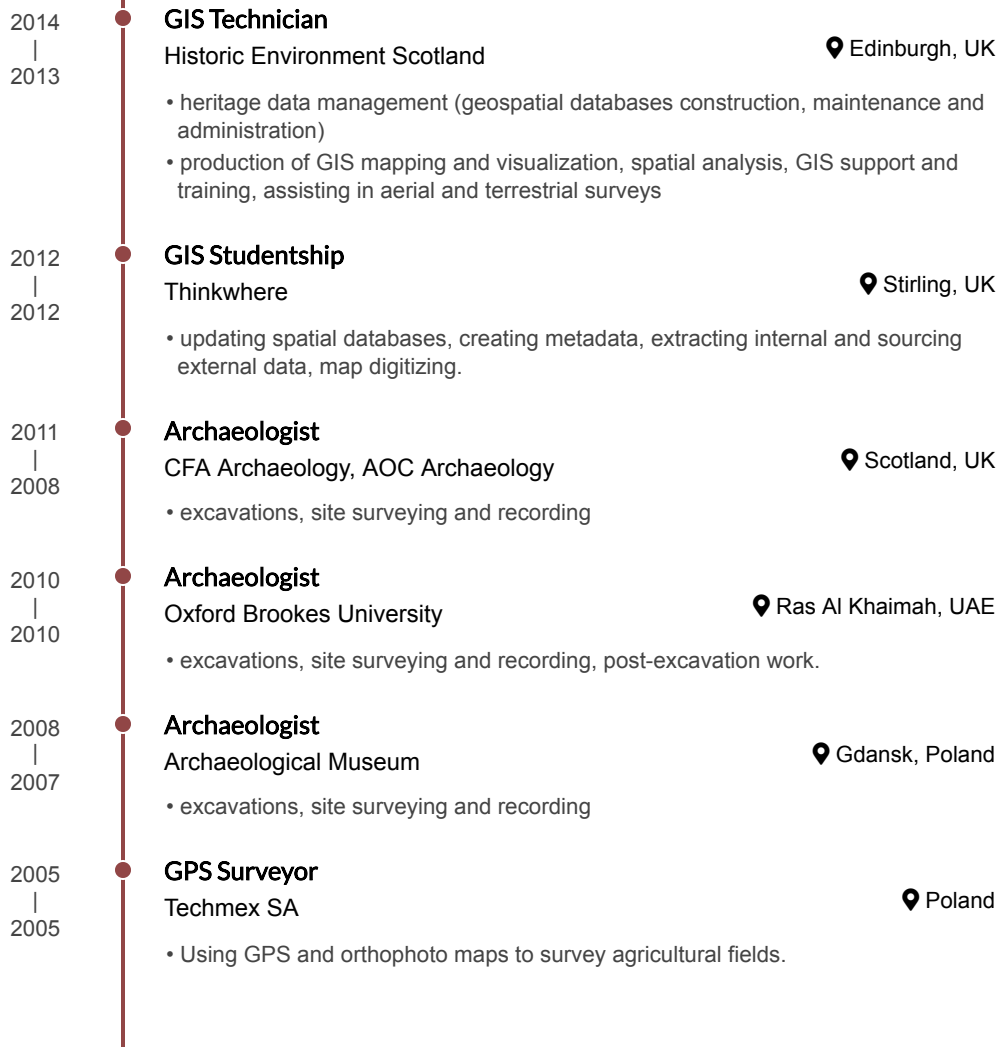 2014
|
2013
GIS Technician
Historic Environment Scotland
Edinburgh, UK
• heritage data management (geospatial databases construction, maintenance and
administration)
• production of GIS mapping and visualization, spatial analysis, GIS support and
training, assisting in aerial and terrestrial surveys
2012
|
2012
GIS Studentship
Thinkwhere
Stirling, UK
• updating spatial databases, creating metadata, extracting internal and sourcing
external data, map digitizing.
2011
|
2008
Archaeologist
CFA Archaeology, AOC Archaeology
Scotland, UK
• excavations, site surveying and recording
2010
|
2010
Archaeologist
Oxford Brookes University
Ras Al Khaimah, UAE
• excavations, site surveying and recording, post-excavation work.
2008
|
2007
Archaeologist
Archaeological Museum
Gdansk, Poland
• excavations, site surveying and recording
2005
|
2005
GPS Surveyor
Techmex SA
Poland
• Using GPS and orthophoto maps to survey agricultural fields.